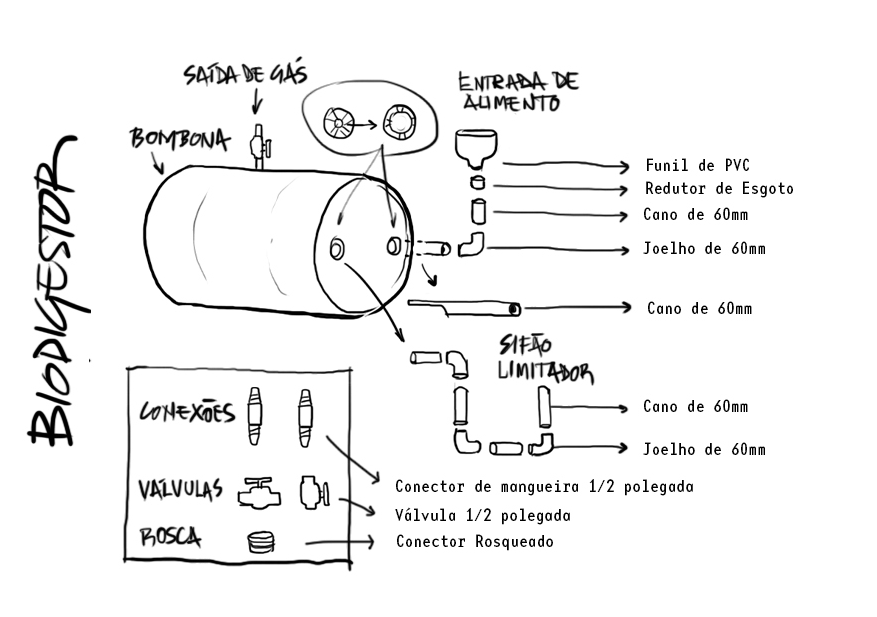 BIODIGESTOR
SAÍDA DE GÁS
BOMBONA
ENTRADA DE
ALIMENTO
Funil de PVC
Redutor de Esgoto
Cano de 60mm
Joelho de 60mm
Cano de 60mm
SIFÃO
LIMITADOR
Cano de 60mm
Joelho de 60mm
CONEXÕES
VÁLVULAS
ROSCA
Conector de mangueira 1/2 polegada
Válvula 1/2 polegada
Conector Rosqueado